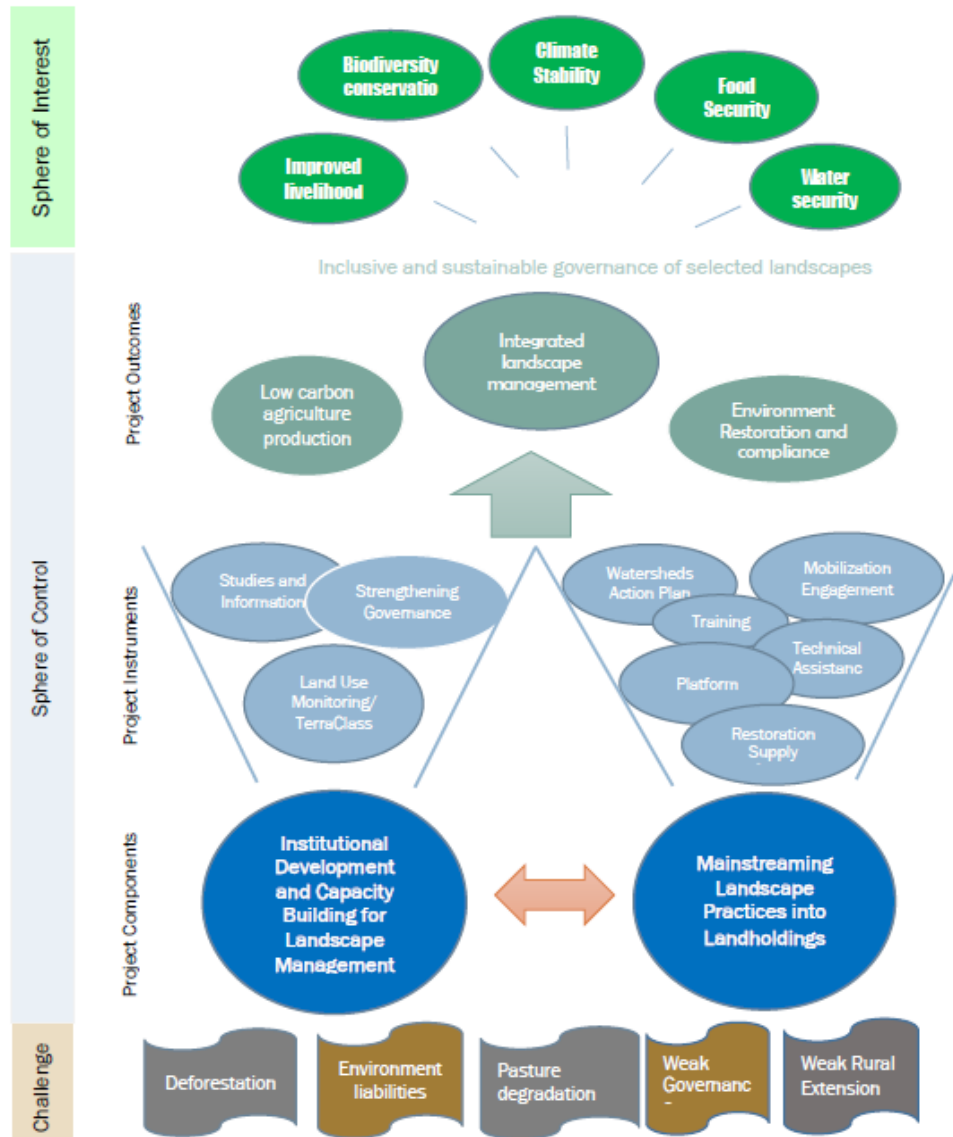 Sphere of Interest
Biodiversity
conservatio
Climate
Stability
Food
Security
Improved
livelihood
Water
security
Sphere of Control
Inclusive and sustainable governance of selected landscapes
Project Outcomes
Integrated
landscape
management
Low carbon
agriculture
production
Environment
Restoration and
compliance
Project Instruments
Studies and
Information
Strengthening
Governance
Land Use
Monitoring/
TerraClass
Watersheds
Action Plan
Mobilization
Engagement
Training
Technical
Assistanc
Platform
Restoration
Supply
Project Components
Institutional
Development
and Capacity
Building for
Landscape
Management
Mainstreaming
Landscape
Practices into
Landholdings
Challenge
Deforestation
Environment
liabilities
Pasture
degradation
Weak
Governanc
Weak Rural
Extension